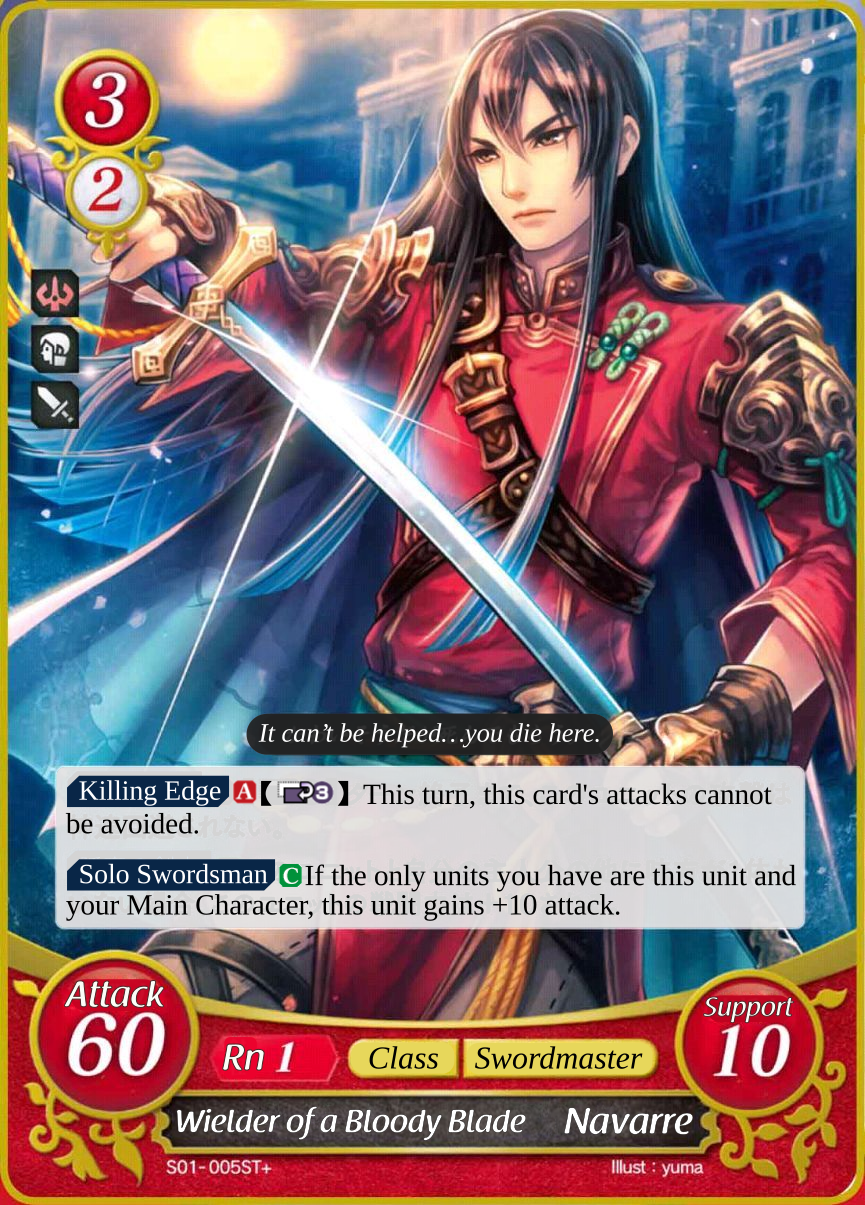 3
2
It can't be helped…you die here.
Killing Edge A【 3 】 This turn, this card's attacks cannot
be avoided.
Solo Swordsman C If the only units you have are this unit and
your Main Character, this unit gains +10 attack.
Attack
60
Rn 1
Class Swordmaster
Support
10
Wielder of a Bloody Blade Navarre
S01-005ST+ Illust : yuma